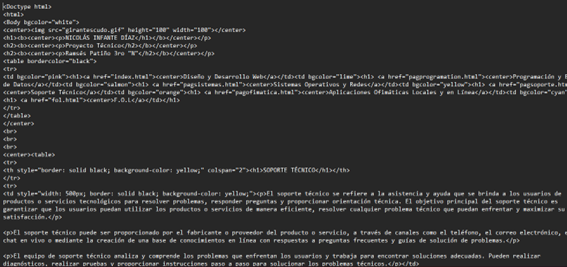 <Doctype html>
<html>
<Body bgcolor="white">
<center><img src="girantescudo.gif" height="100" width="100"></center>
<h1><b><center><p>NICOLÁS INFANTE DÍAZ</h1></b></center></p>
<h2><b><center><p>Proyecto Técnico</h2></b></center></p>
<h2><b><center><p>Ramsés Patiño 3ro "N"</h2></b></center></p>
<table bordercolor="black">
<tr>
<td bgcolor="pink"><h1><a href="index.html"><center>Diseño y Desarrollo Web</a></td><td bgcolor="lime"><h1> <a href="pagprogramation.html"><center>Programación y
de Datos</a></td><td bgcolor="salmon"><h1> <a href="pagsistemas.html"><center>Sistemas Operativos y Redes</a></td><td bgcolor="yellow"><h1> <a href="pagsoporte.
<center>Soporte Técnico</a></td><td bgcolor="orange"><h1> <a href="pagofimatica.html"><center>Aplicaciones Ofimáticas Locales y en Línea</a></td><td bgcolor="cyan"
<h1> <a href="fol.html"><center>F.O.L</a></td></h1>
</tr>
</table>
</center>
<br>
<br>
<br>
<center><table>
<tr>
<th style="border: solid black; background-color: yellow;" colspan="2"><h1>SOPORTE TÉCNICO</h1></th>
</tr>
<tr>
<td style="width: 500px; border: solid black; background-color: yellow;"><p>El soporte técnico se refiere a la asistencia y ayuda que se brinda a los usuarios de
productos o servicios tecnológicos para resolver problemas, responder preguntas y proporcionar orientación técnica. El objetivo principal del soporte técnico es
garantizar que los usuarios puedan utilizar los productos o servicios de manera eficiente, resolver cualquier problema técnico que puedan enfrentar y maximizar su
satisfacción.</p>
<p>El soporte técnico puede ser proporcionado por el fabricante o proveedor del producto o servicio, a través de canales como el teléfono, el correo electrónico,
chat en vivo o mediante la creación de una base de conocimientos en línea con respuestas a preguntas frecuentes y guías de solución de problemas.</p>
<p>El equipo de soporte técnico analiza y comprende los problemas que enfrentan los usuarios y trabaja para encontrar soluciones adecuadas. Pueden realizar
diagnósticos, realizar pruebas y proporcionar instrucciones paso a paso para solucionar los problemas técnicos.</td>